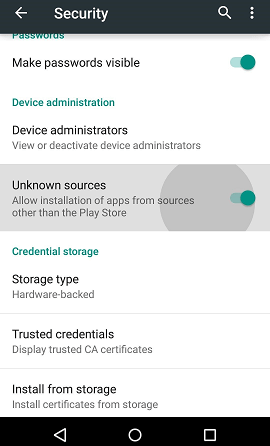 Security
Passwords
Make passwords visible
Device administration
Device administrators
View or deactivate device administrators
Unknown sources
Allow installation of apps from sources
other than the Play Store
Credential storage
Storage type
Hardware-backed
Trusted credentials
Display trusted CA certificates
Install from storage
Install certificates from storage